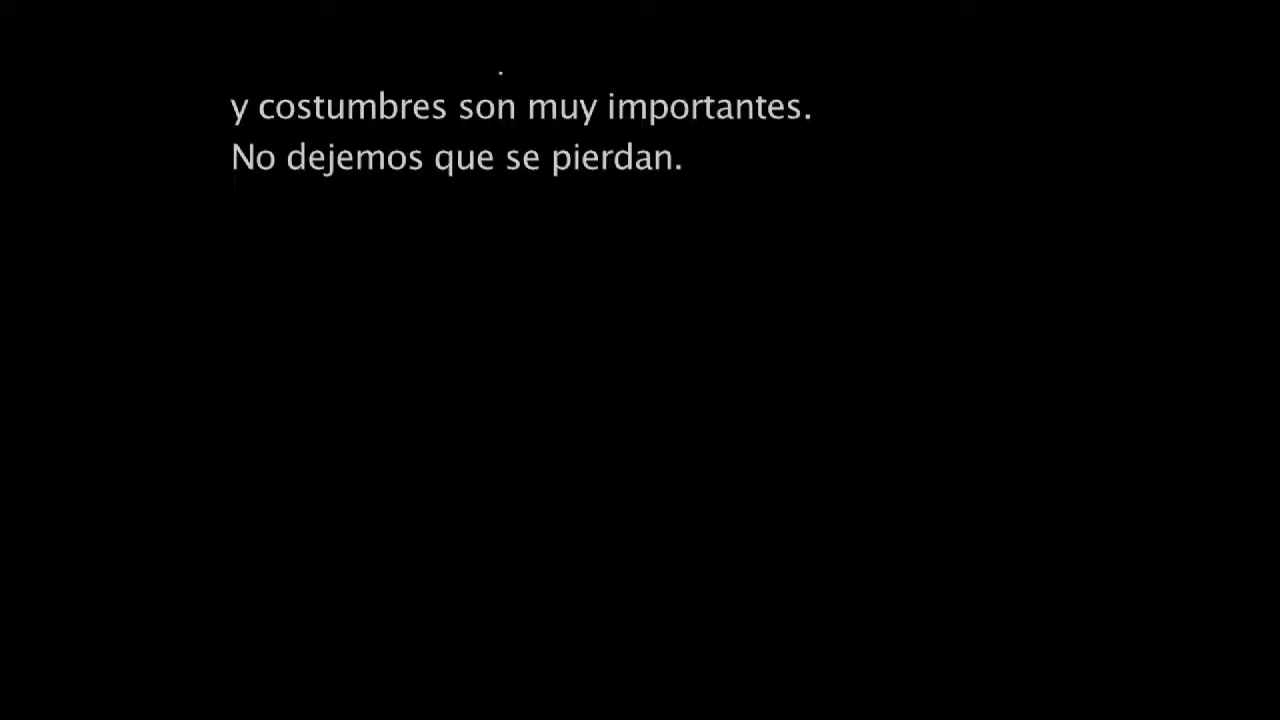 y costumbres son muy importantes.
No dejemos que se pierdan.